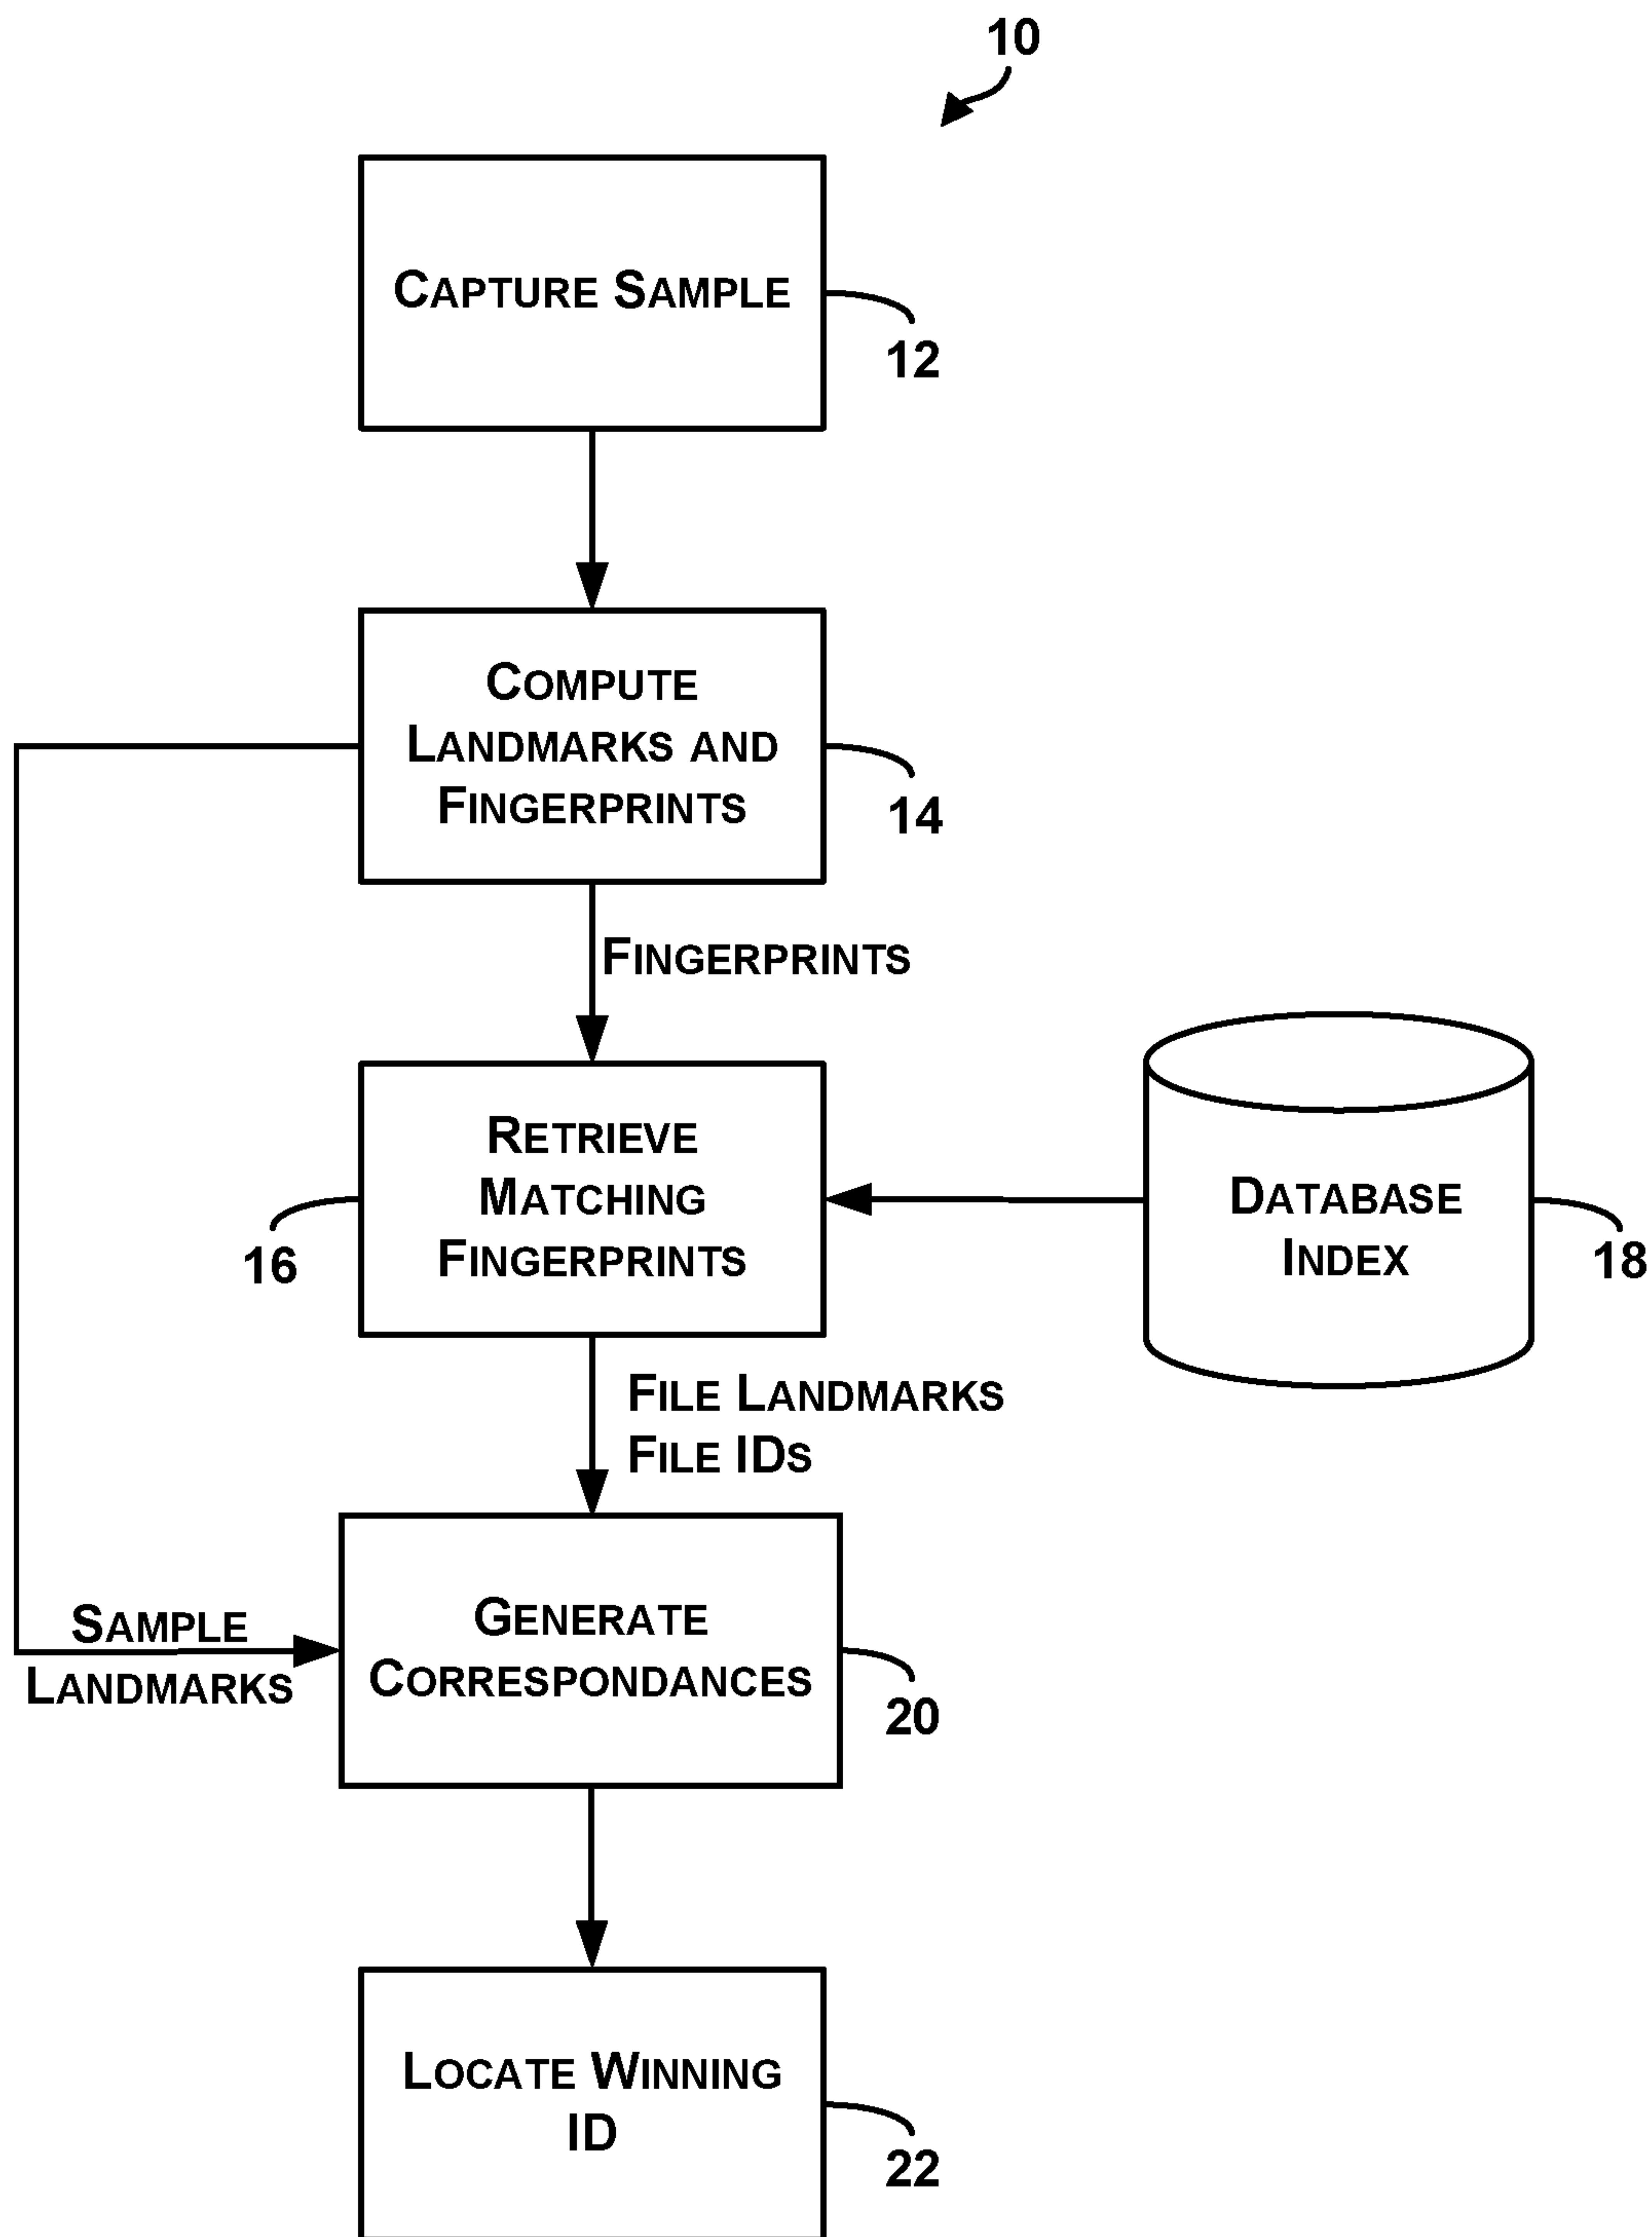 10
CAPTURE SAMPLE
12
COMPUTE
LANDMARKS AND
FINGERPRINTS
14
FINGERPRINTS
RETRIEVE
MATCHING
FINGERPRINTS
16
DATABASE
INDEX
18
FILE LANDMARKS
FILE IDS
SAMPLE
LANDMARKS
GENERATE
CORRESPONDANCES
20
LOCATE WINNING
ID
22